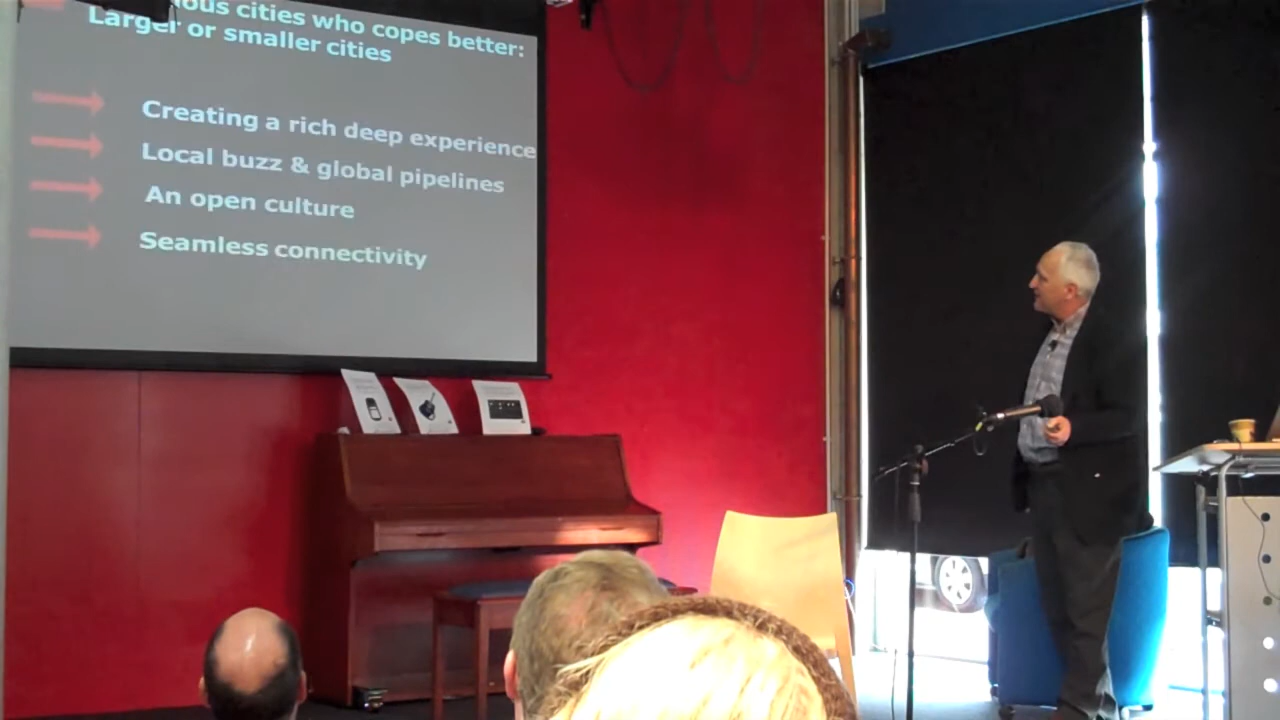 cities who copes better:
Larger or smaller cities
Creating a rich deep experience
Local buzz & global pipelines
An open culture
Seamless connectivity